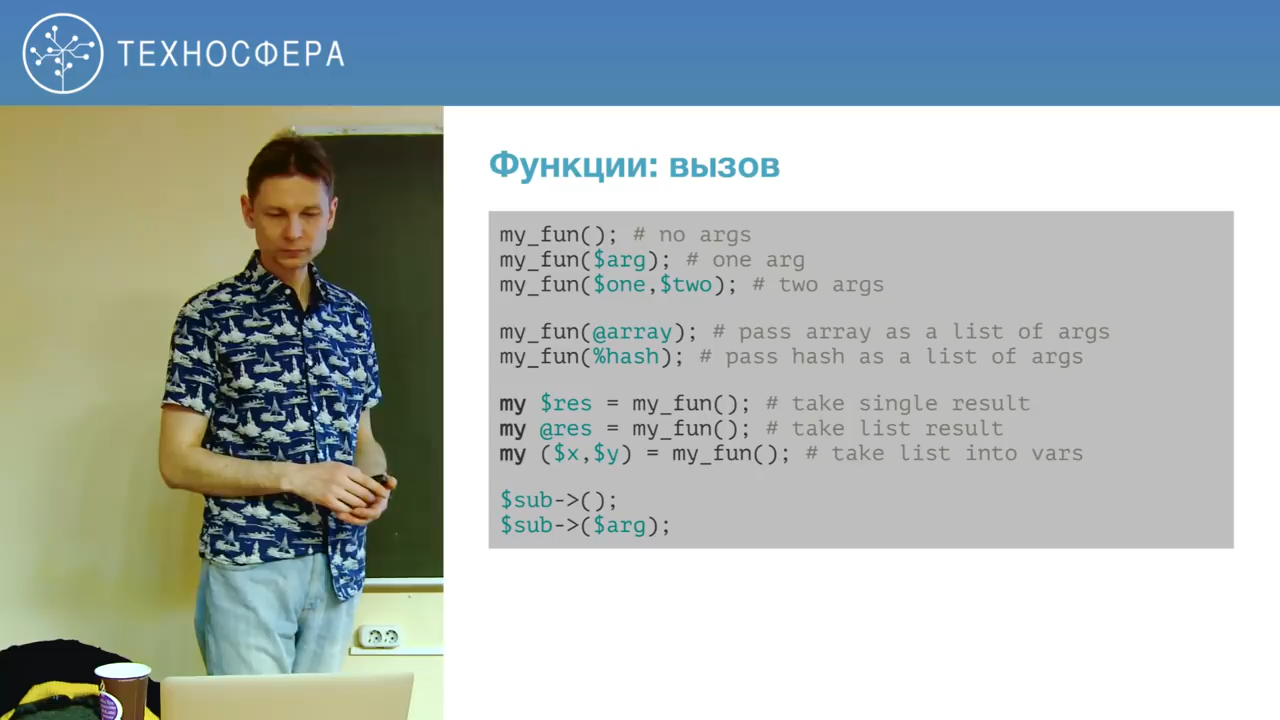 ТЕХНОСФЕРА
Функции: вызов
my_fun(); # no args
my_fun($arg); # one arg
my_fun($one,$two); # two args
my_fun(@array); # pass array as a list of args
my_fun(%hash); # pass hash as a list of args
my $res = my_fun(); # take single result
my @res = my_fun(); # take list result
my ($x,$y) = my_fun(); # take list into vars
$sub->();
$sub->($arg);